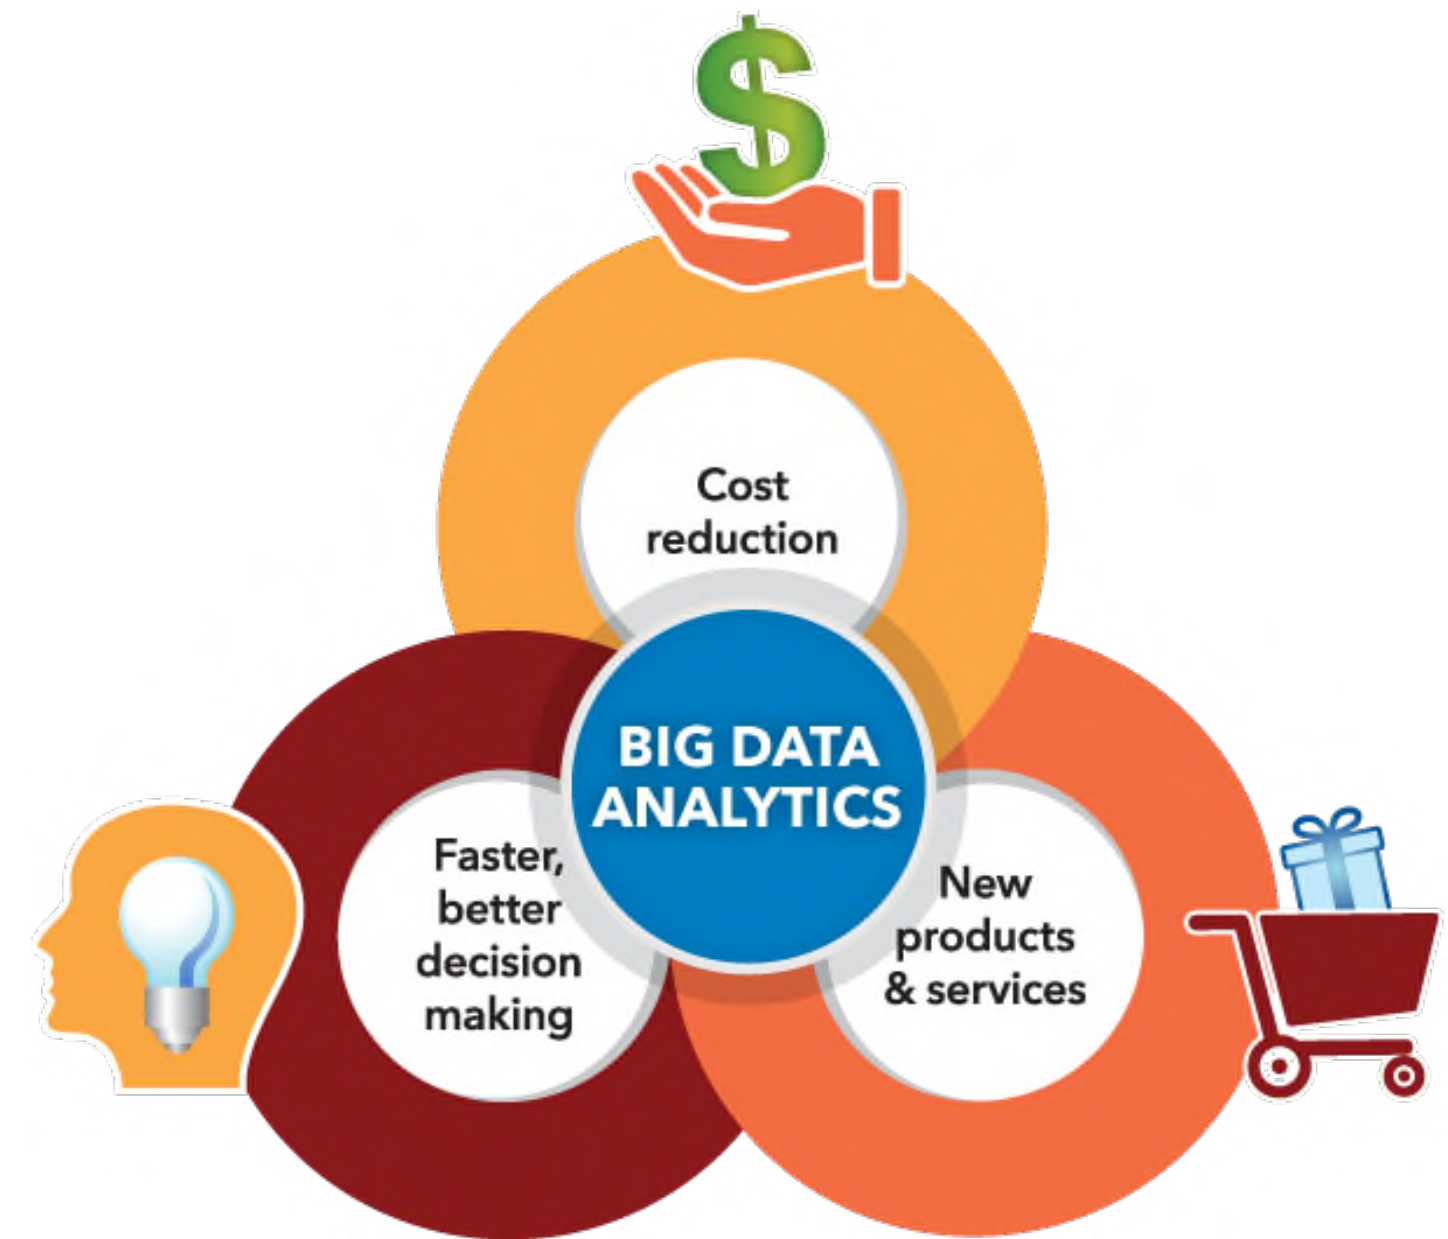 Cost
reduction
BIG DATA
ANALYTICS
Faster,
better
decision
making
New
products
& services